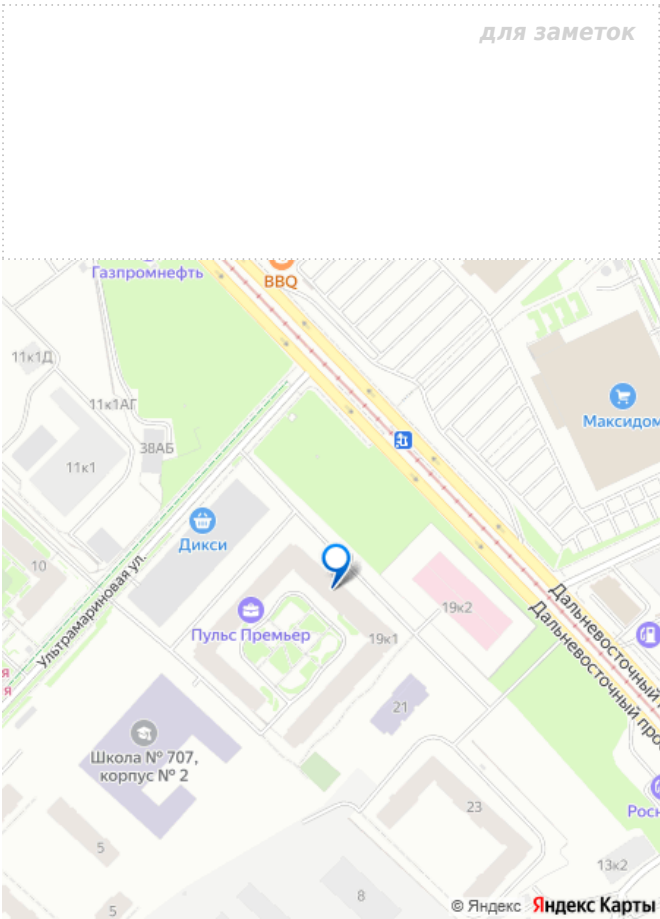 для заметок
Газпромнефть
BBQ
11к1Д
11к1АГ
Максидом
38АБ
11к1
Дикси
10
Ультрамариновая ул.
19к2
Дальневосточный
Дальневосточный про
Пульс Премьер
19к1
я
я
21
Школа № 707,
корпус № 2
23
Росн
5
13к2
8
5
© Яндекс Яндекс Карты